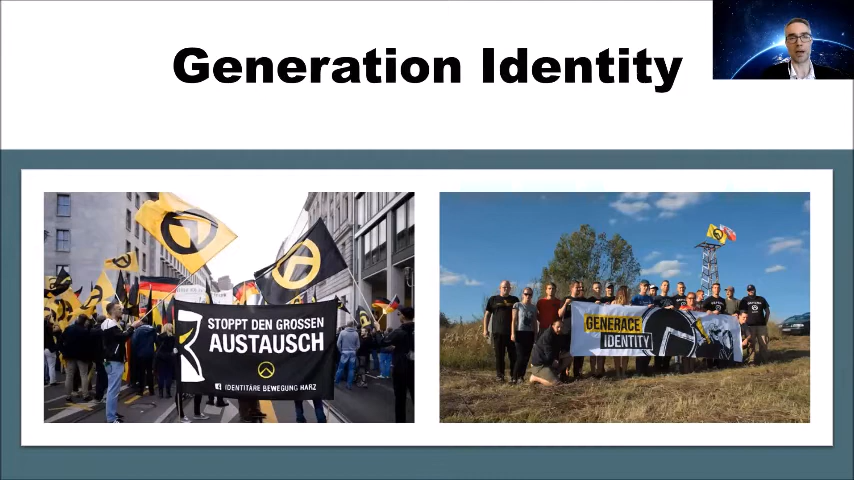 Generation Identity
STOPPT DEN GROSSEN
AUSTAUSCH
IDENTITÄRE BEWEGUNG HARZ
GENERACE
IDENTITY